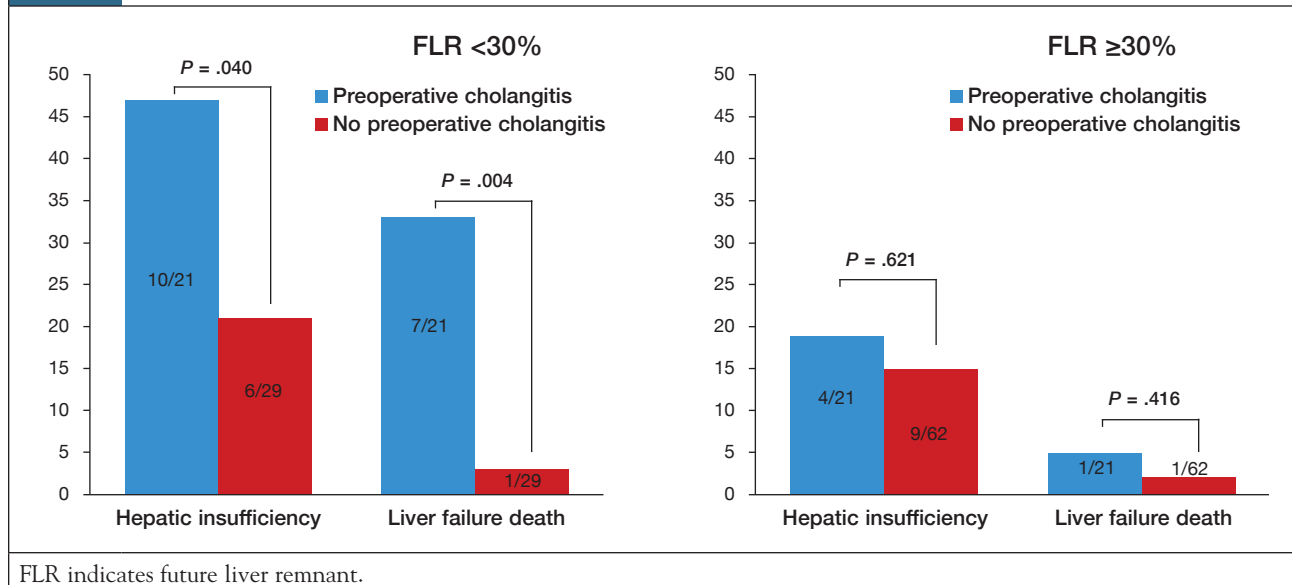 FLR <30%
50
45
40
35
30
25
20
15
10
5
0
P = .040
Preoperative cholangitis
No preoperative cholangitis
P = .004
10/21
6/29
7/21
1/29
Hepatic insufficiency
Liver failure death
FLR ≥30%
50
45
40
35
30
25
20
15
10
5
0
Preoperative cholangitis
No preoperative cholangitis
P = .621
P = .416
4/21
9/62
1/21
1/62
Hepatic insufficiency
Liver failure death
FLR indicates future liver remnant.